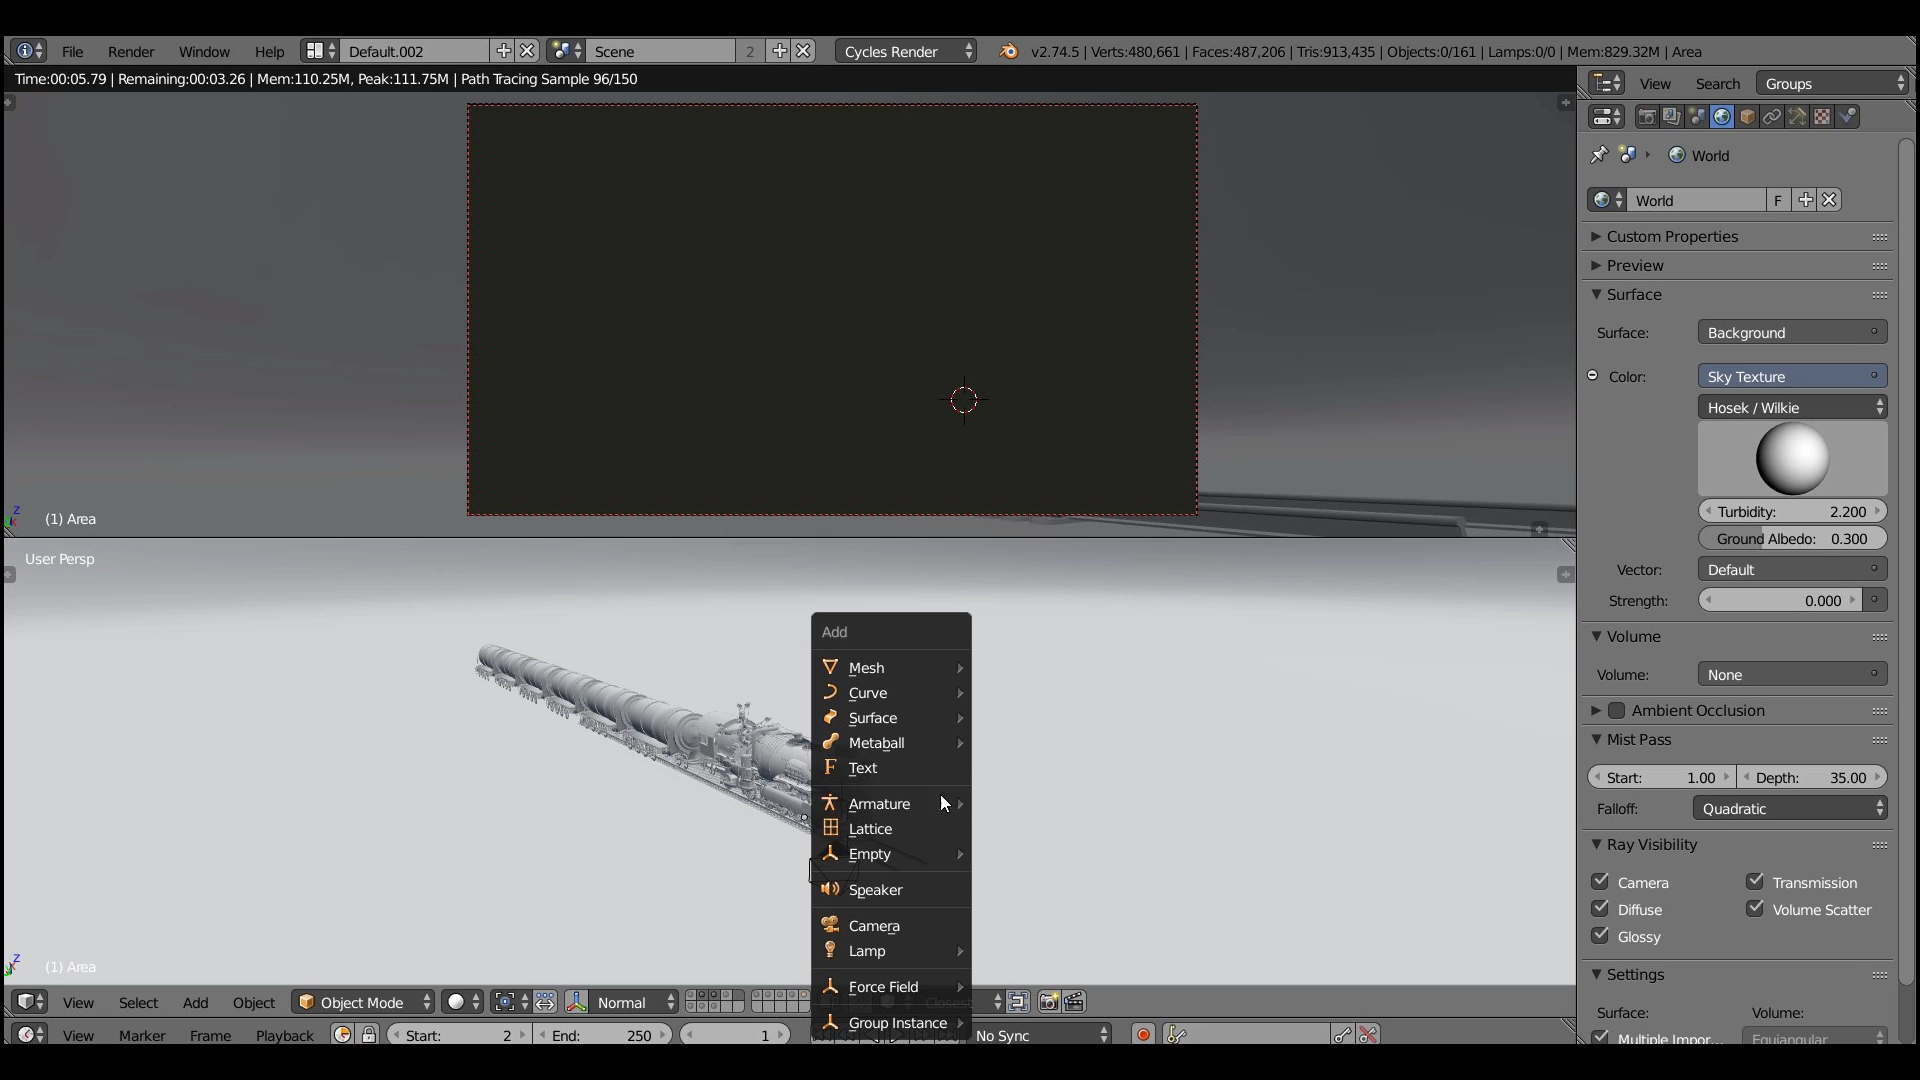 File Render Window Help Default.002 Scene 2 Cycles Render v2.74.5 | Verts:480,661 | Faces:487,206 | Tris:913,435 | Objects:0/161 | Lamps:0/0 | Mem:829.32M | Area
Time:00:05.79 | Remaining:00:03.26 | Mem:110.25M, Peak:111.75M | Path Tracing Sample 96/150
View Search Groups
World
World F
Custom Properties
Preview
Surface
Surface: Background
Color: Sky Texture
Hosek / Wilkie
Turbidity: 2.200
Ground Albedo: 0.300
Vector: Default
Strength: 0.000
Volume
Volume: None
Ambient Occlusion
Mist Pass
Start: 1.00 Depth: 35.00
Falloff: Quadratic
Ray Visibility
Camera Transmission
Diffuse Volume Scatter
Glossy
Settings
Surface: Volume:
Multiple Impor... Equiangular
Z
(1) Area
User Persp
Add
Mesh
Curve
Surface
Metaball
Text
Armature
Lattice
Empty
Speaker
Camera
Lamp
Force Field
Group Instance
Z
(1) Area
View Select Add Object Object Mode Normal Closest
View Marker Frame Playback Start: 2 End: 250 1 No Sync